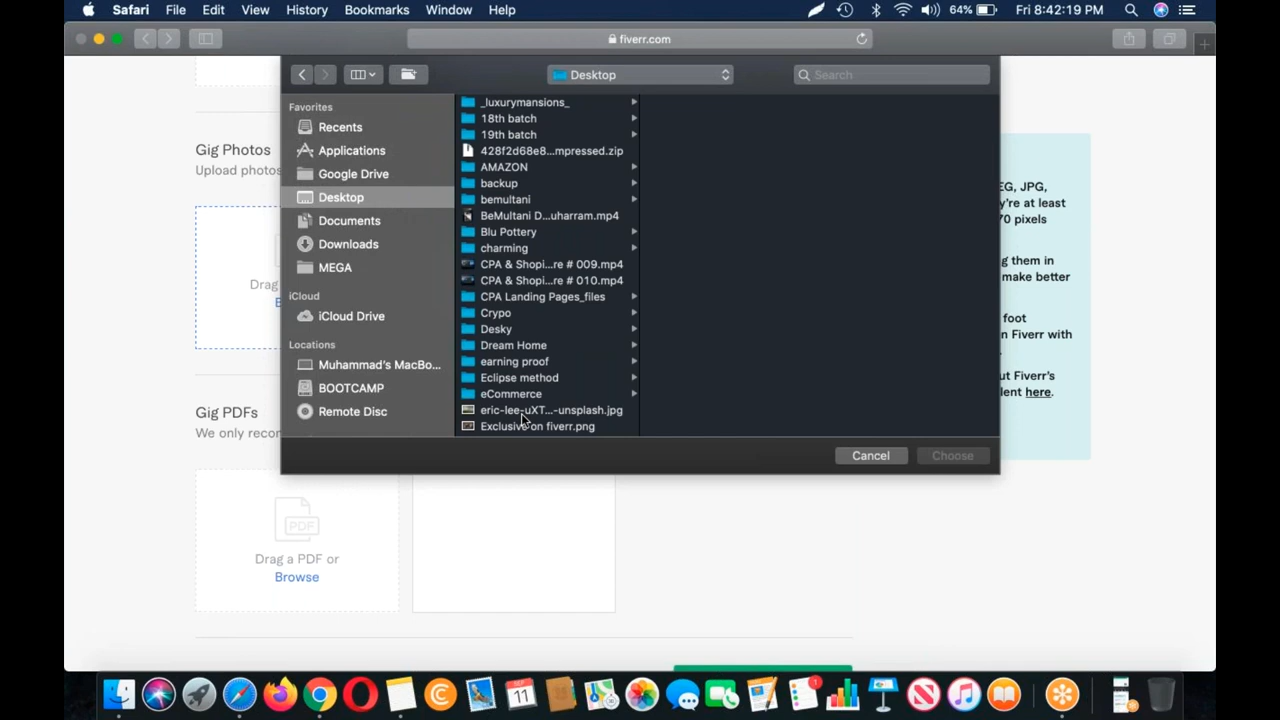 Safari File Edit View History Bookmarks Window Help 64% Fri 8:42:19 PM
fiverr.com
Desktop
Search
Favorites
Recents
Applications
Google Drive
Desktop
Documents
Downloads
MEGA
iCloud
iCloud Drive
Locations
Muhammad's MacBo...
BOOTCAMP
Remote Disc
_luxurymansions_
18th batch
19th batch
428f2d68e8...mpressed.zip
AMAZON
backup
bemultani
BeMultani D...uharram.mp4
Blu Pottery
charming
CPA & Shopi...re # 009.mp4
CPA & Shopi...re # 010.mp4
CPA Landing Pages_files
Crypo
Desky
Dream Home
earning proof
Eclipse method
eCommerce
eric-lee-uXT...-unsplash.jpg
Exclusive on fiverr.png
Cancel Choose
Gig Photos
Upload photos
Drag
Gig PDFs
We only recor
PDF
Drag a PDF or
Browse
EG, JPG,
y're at least
70 pixels
g them in
make better
foot
n Fiverr with
ut Fiverr's
dent here.
SEP
11
1